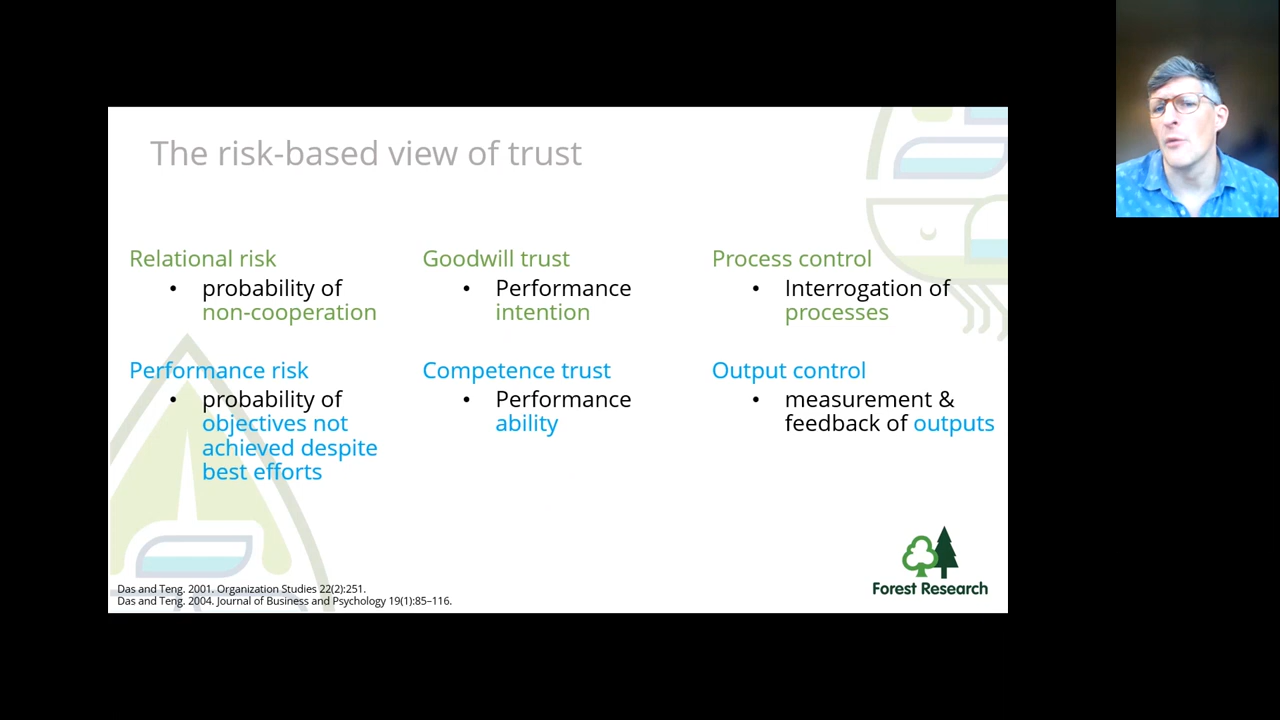 The risk-based view of trust
Relational risk
• probability of
non-cooperation
Goodwill trust
• Performance
intention
Process control
• Interrogation of
processes
Performance risk
• probability of
objectives not
achieved despite
best efforts
Competence trust
• Performance
ability
Output control
• measurement &
feedback of outputs
Das and Teng. 2001. Organization Studies 22(2):251.
Das and Teng. 2004. Journal of Business and Psychology 19(1):85–116.
Forest Research